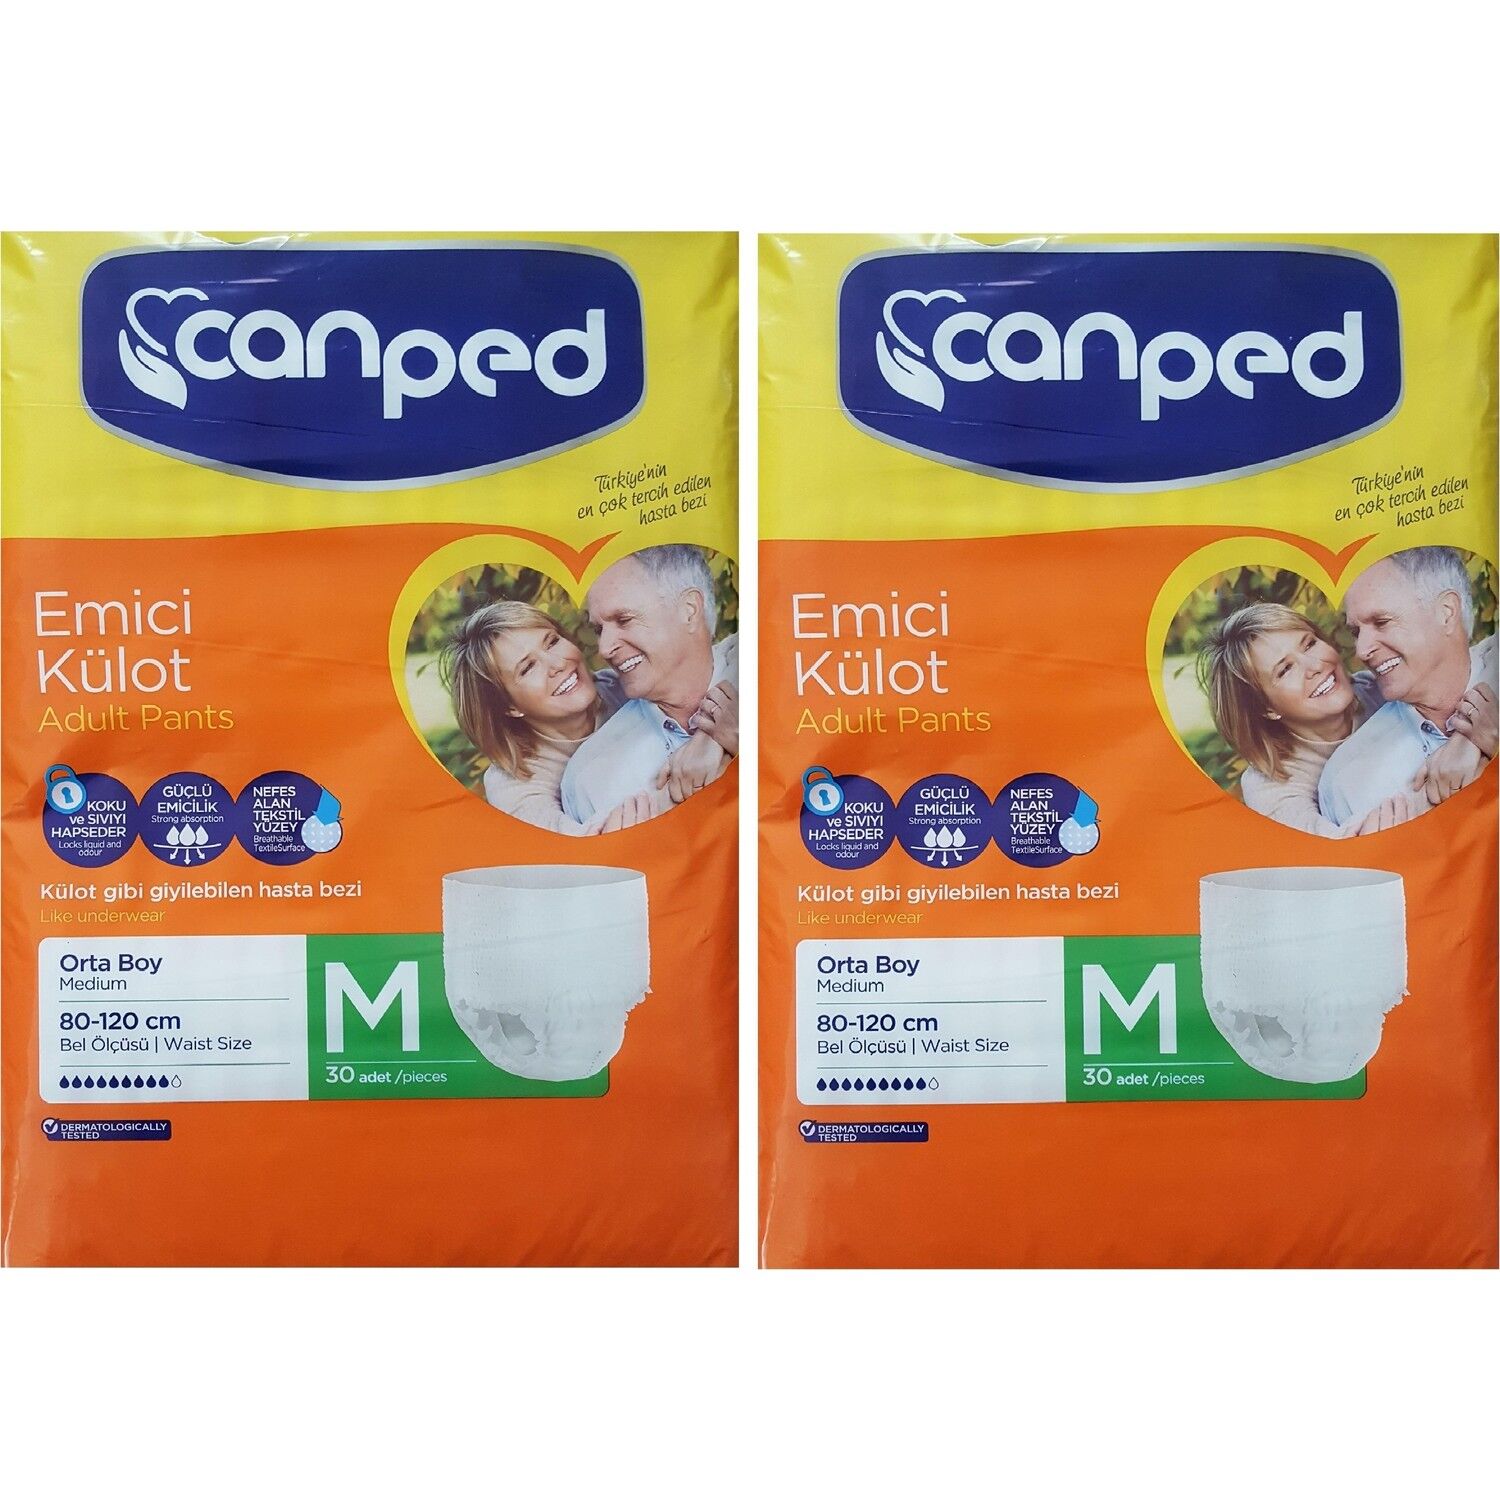 canped
Türkiye'nin
en çok tercih edilen
hasta bezi
Emici
Külot
Adult Pants
KOKU
ve SIVIYI
HAPSEDER
Locks liquid and
odour
GÜÇLÜ
EMİCİLİK
Strong absorption
NEFES
ALAN
TEKSTİL
YÜZEY
Breathable
TextileSurface
Külot gibi giyilebilen hasta bezi
Like underwear
Orta Boy
Medium
80-120 cm
Bel Ölçüsü | Waist Size
M
30 adet /pieces
DERMATOLOGICALLY
TESTED
canped
Türkiye'nin
en çok tercih edilen
hasta bezi
Emici
Külot
Adult Pants
KOKU
ve SIVIYI
HAPSEDER
Locks liquid and
odour
GÜÇLÜ
EMİCİLİK
Strong absorption
NEFES
ALAN
TEKSTİL
YÜZEY
Breathable
TextileSurface
Külot gibi giyilebilen hasta bezi
Like underwear
Orta Boy
Medium
80-120 cm
Bel Ölçüsü | Waist Size
M
30 adet /pieces
DERMATOLOGICALLY
TESTED